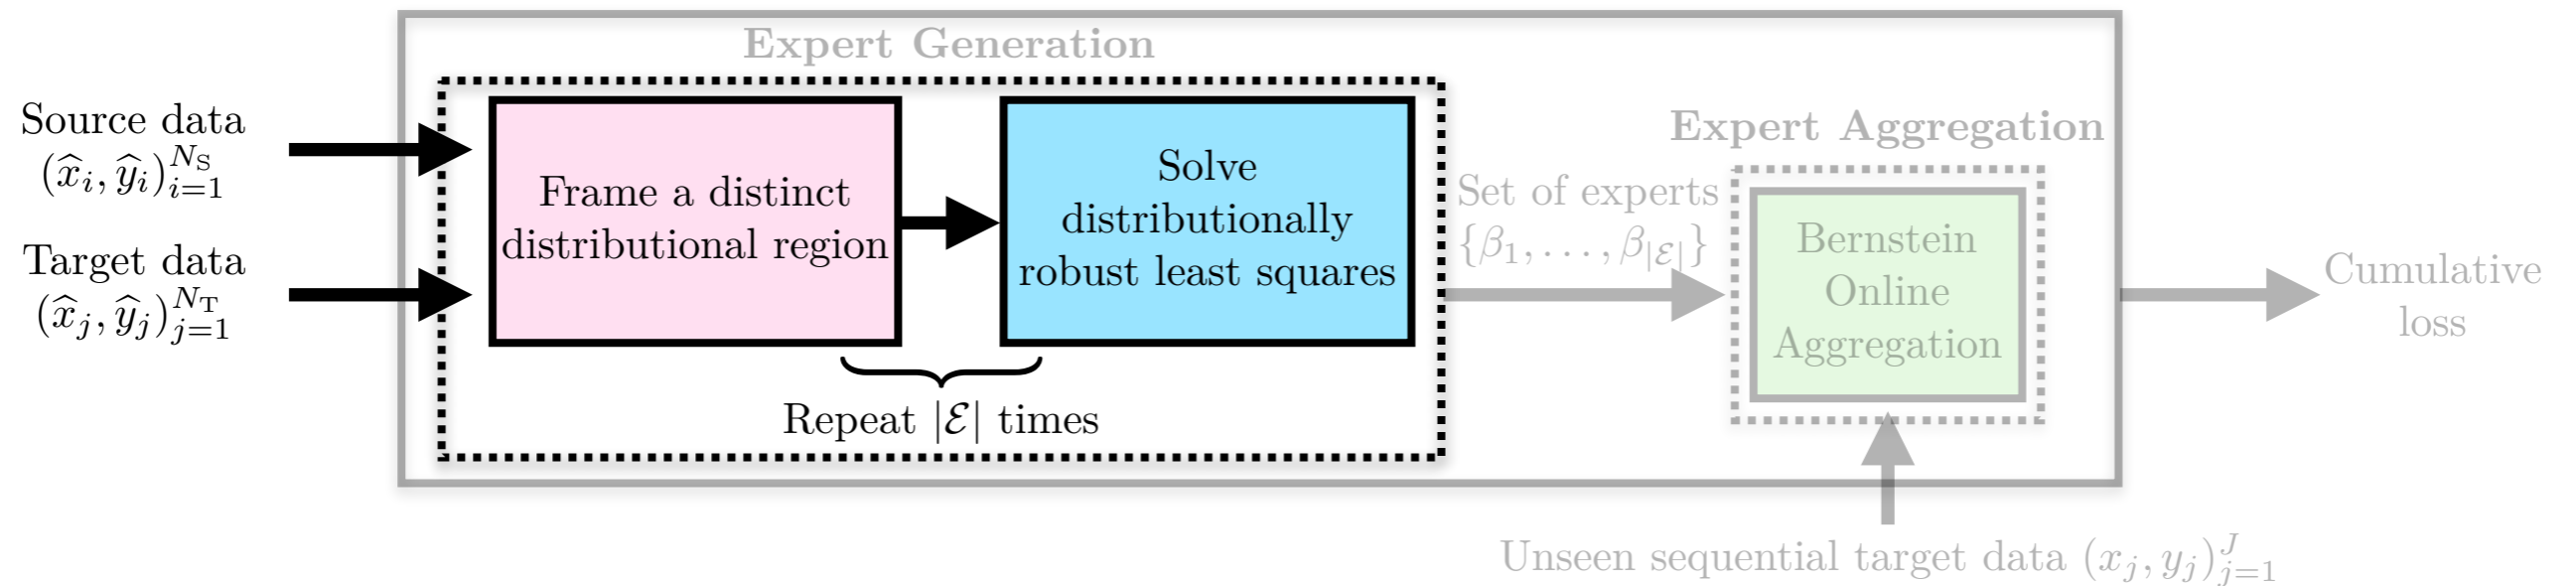 Expert Generation
Source data
$(\widehat{x}_i, \widehat{y}_i)_{i=1}^{N_{\mathrm{S}}}$
Target data
$(\widehat{x}_j, \widehat{y}_j)_{j=1}^{N_{\mathrm{T}}}$
Frame a distinct
distributional region
Solve
distributionally
robust least squares
Repeat $|\mathcal{E}|$ times
Set of experts
$\{\beta_1, \ldots, \beta_{|\mathcal{E}|}\}$
Expert Aggregation
Bernstein
Online
Aggregation
Cumulative
loss
Unseen sequential target data $(x_j, y_j)_{j=1}^{J}$